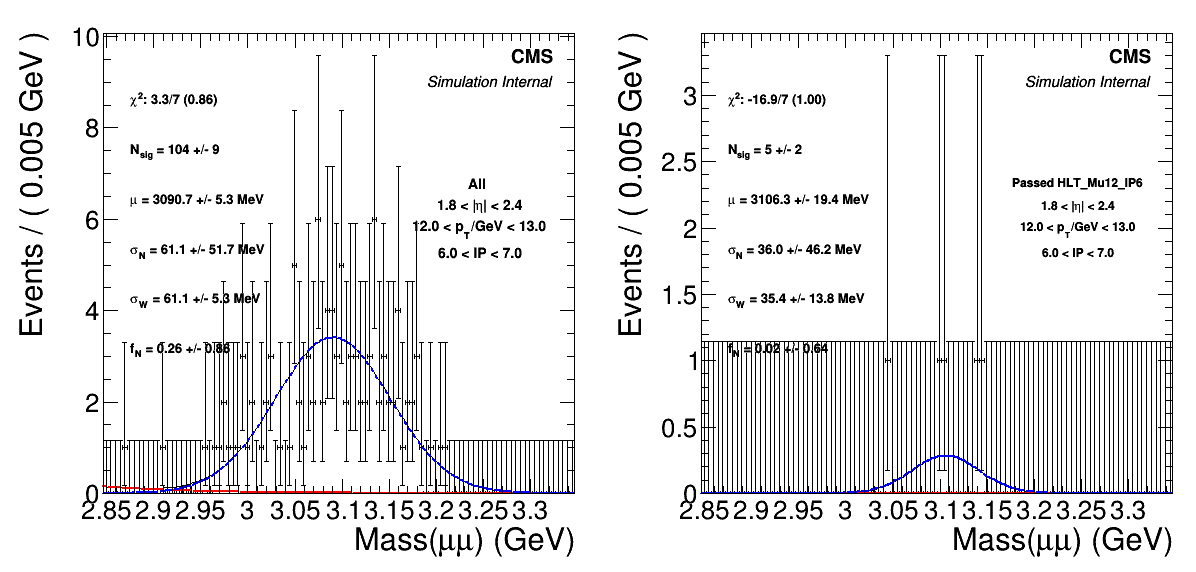 CMS
Simulation Internal
χ²: 3.3/7 (0.86)
N_sig = 104 +/- 9
μ = 3090.7 +/- 5.3 MeV
σ_N = 61.1 +/- 51.7 MeV
σ_W = 61.1 +/- 5.3 MeV
f_N = 0.26 +/- 0.86
All
1.8 < |η| < 2.4
12.0 < p_T/GeV < 13.0
6.0 < IP < 7.0
Events / ( 0.005 GeV )
10
8
6
4
2
0
2.85 2.9 2.95 3 3.05 3.1 3.15 3.2 3.25 3.3
Mass(μμ) (GeV)
CMS
Simulation Internal
χ²: -16.9/7 (1.00)
N_sig = 5 +/- 2
μ = 3106.3 +/- 19.4 MeV
σ_N = 36.0 +/- 46.2 MeV
σ_W = 35.4 +/- 13.8 MeV
f_N = 0.02 +/- 0.64
Passed HLT_Mu12_IP6
1.8 < |η| < 2.4
12.0 < p_T/GeV < 13.0
6.0 < IP < 7.0
Events / ( 0.005 GeV )
3
2.5
2
1.5
1
0.5
0
2.85 2.9 2.95 3 3.05 3.1 3.15 3.2 3.25 3.3
Mass(μμ) (GeV)